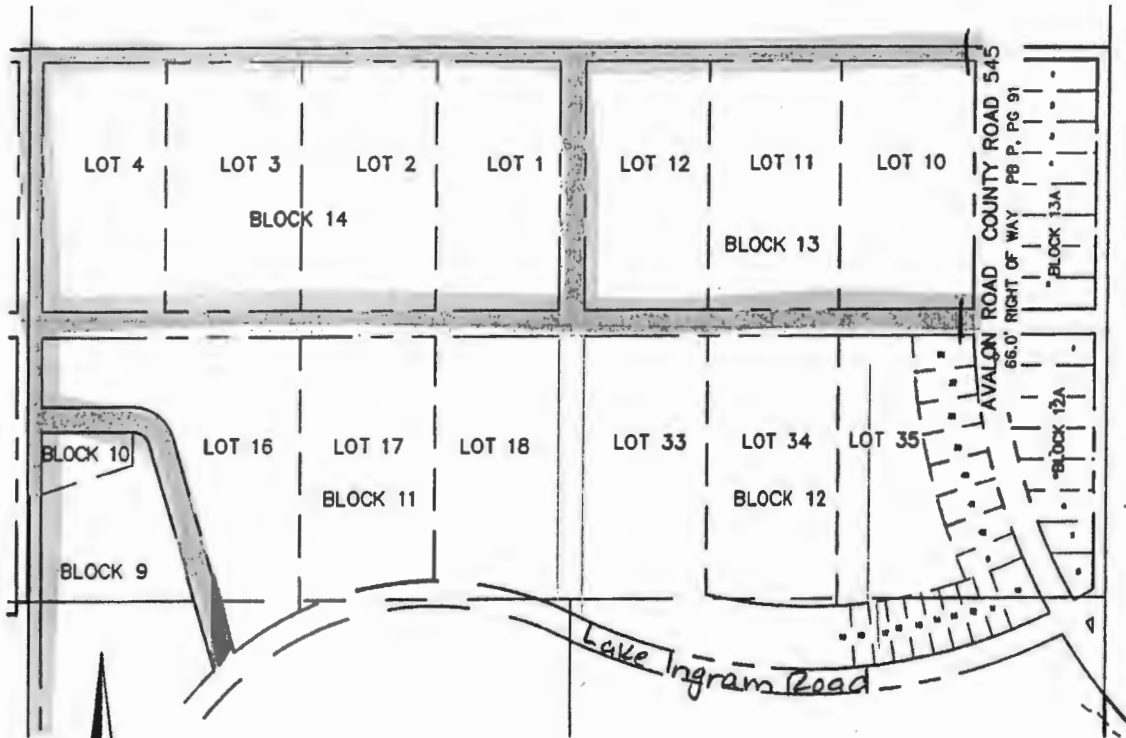 LOT 4
LOT 3
LOT 2
LOT 1
LOT 12
LOT 11
LOT 10
BLOCK 14
BLOCK 13
AVALON ROAD COUNTY ROAD 545
66.0' RIGHT OF WAY PB P, PG 91
"BLOCK 13A
LOT 16
LOT 17
LOT 18
LOT 33
LOT 34
LOT 35
BLOCK 10
BLOCK 11
BLOCK 12
"BLOCK 12A
BLOCK 9
Lake Ingram Road